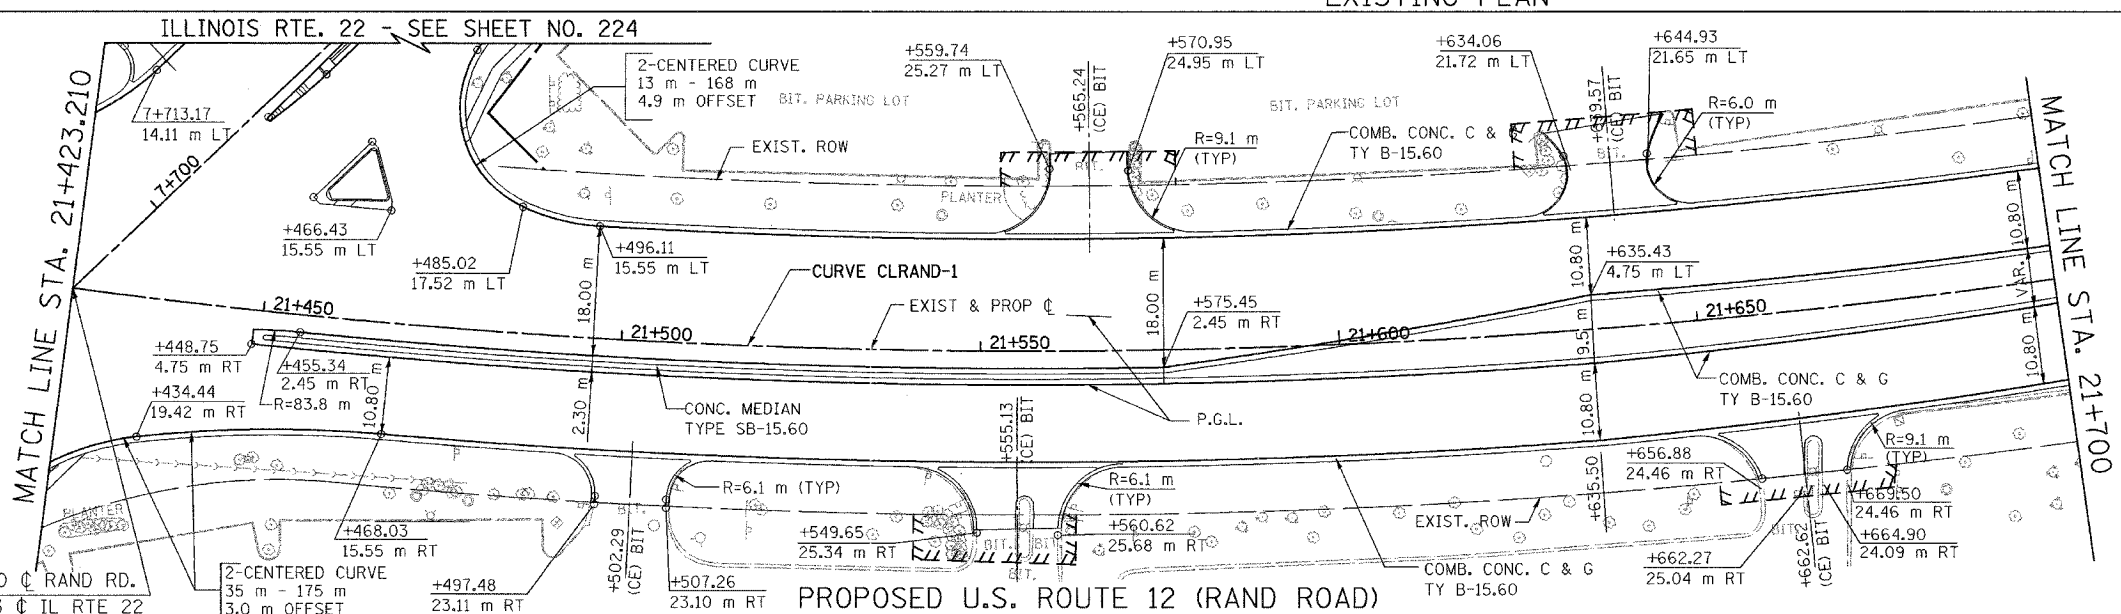 EXISTING PLAN
ILLINOIS RTE. 22 - SEE SHEET NO. 224
MATCH LINE STA. 21+423.210
7+713.17
14.11 m LT
7+700
2-CENTERED CURVE
13 m - 168 m
4.9 m OFFSET
BIT. PARKING LOT
EXIST. ROW
+559.74
25.27 m LT
+565.24
(CE) BIT
+570.95
24.95 m LT
BIT. PARKING LOT
R=9.1 m
(TYP)
COMB. CONC. C & G
TY B-15.60
+634.06
21.72 m LT
+639.57
(CE) BIT
+644.93
21.65 m LT
R=6.0 m
(TYP)
BIT.
BIT.
PLANTER
MATCH LINE STA. 21+700
+466.43
15.55 m LT
+485.02
17.52 m LT
+496.11
15.55 m LT
CURVE CLRAND-1
EXIST & PROP ℄
18.00 m
18.00 m
10.80 m
10.80 m
+635.43
4.75 m LT
+575.45
2.45 m RT
21+450
21+500
21+550
21+600
21+650
VAR.
9.5 m
+448.75
4.75 m RT
+455.34
2.45 m RT
R=83.8 m
10.80 m
+434.44
19.42 m RT
2.30 m
CONC. MEDIAN
TYPE SB-15.60
P.G.L.
10.80 m
10.80 m
COMB. CONC. C & G
TY B-15.60
+555.13
(CE) BIT
R=6.1 m (TYP)
R=6.1 m
(TYP)
+656.88
24.46 m RT
R=9.1 m
(TYP)
PLANTER
+468.03
15.55 m RT
BIT.
+502.29
(CE) BIT
+549.65
25.34 m RT
BIT.
BIT.
BIT.
+560.62
25.68 m RT
EXIST. ROW
+635.50
+669.50
24.46 m RT
+664.90
24.09 m RT
BIT.
+662.62
(CE) BIT
+662.27
25.04 m RT
℄ RAND RD.
℄ IL RTE 22
2-CENTERED CURVE
35 m - 175 m
3.0 m OFFSET
+497.48
23.11 m RT
+507.26
23.10 m RT
COMB. CONC. C & G
TY B-15.60
PROPOSED U.S. ROUTE 12 (RAND ROAD)